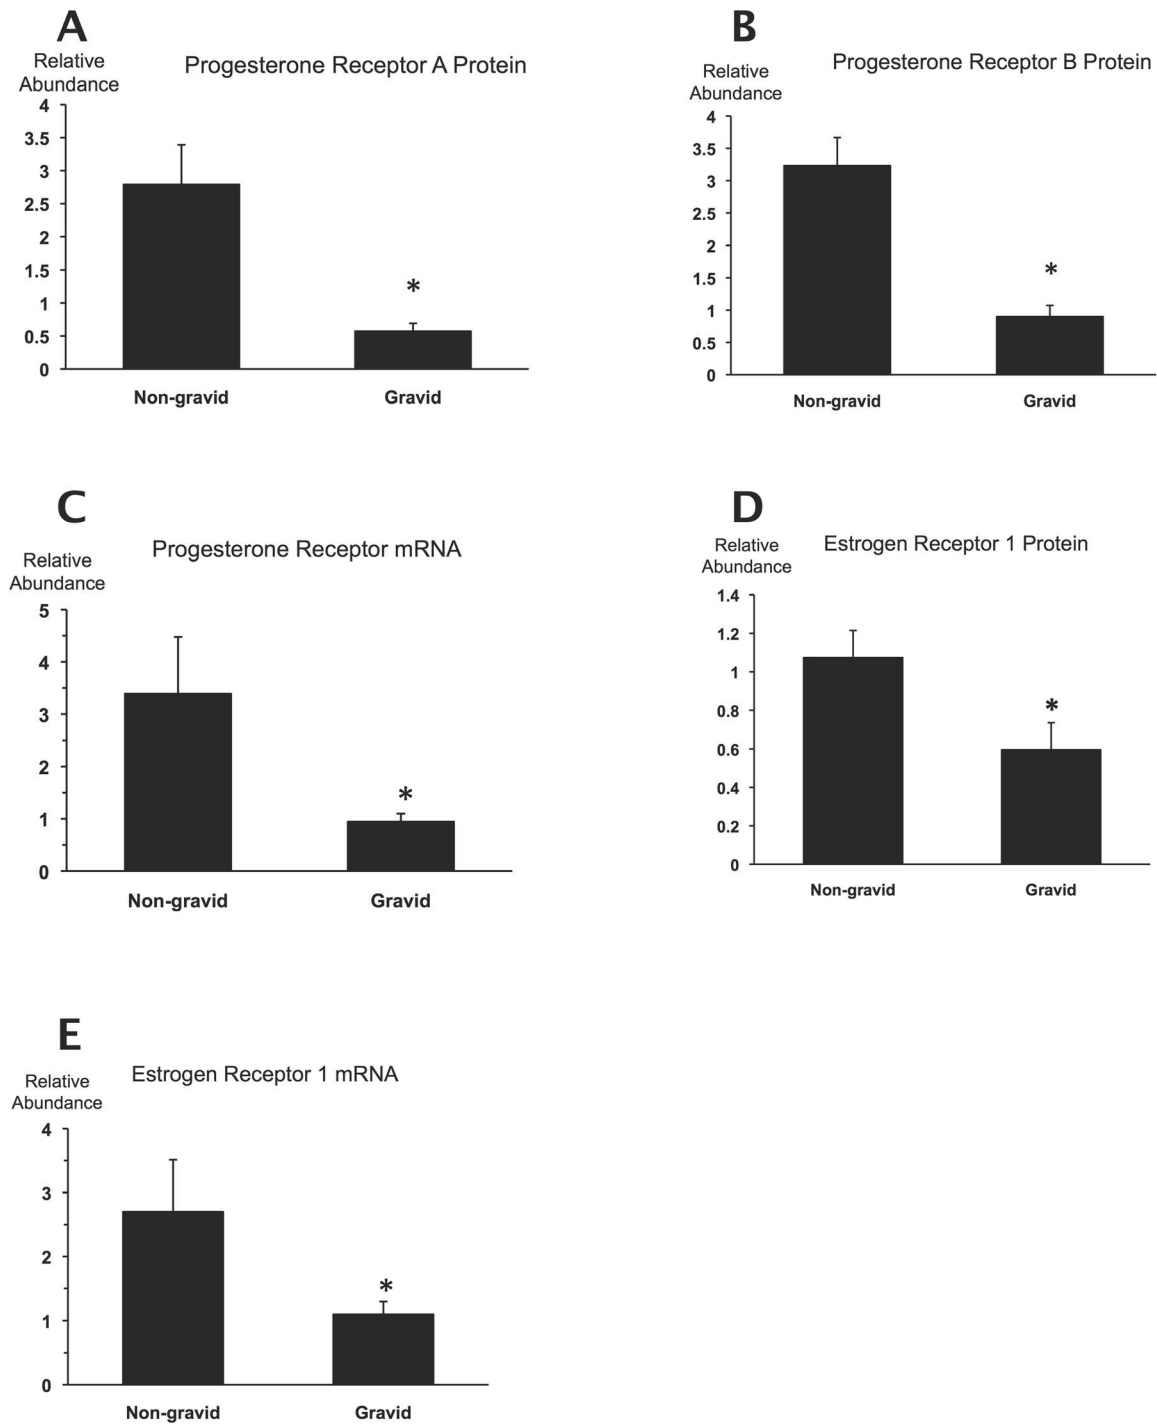 A
Relative
Abundance
Progesterone Receptor A Protein
4
3.5
3
2.5
2
1.5
1
0.5
0
*
Non-gravid
Gravid
B
Relative
Abundance
Progesterone Receptor B Protein
4
3.5
3
2.5
2
1.5
1
0.5
0
*
Non-gravid
Gravid
C
Relative
Abundance
Progesterone Receptor mRNA
5
4
3
2
1
0
*
Non-gravid
Gravid
D
Relative
Abundance
Estrogen Receptor 1 Protein
1.4
1.2
1
0.8
0.6
0.4
0.2
0
*
Non-gravid
Gravid
E
Relative
Abundance
Estrogen Receptor 1 mRNA
4
3
2
1
0
*
Non-gravid
Gravid